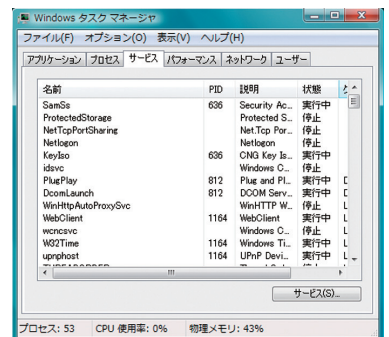 Windows タスク マネージャ
ファイル(F) オプション(O) 表示(V) ヘルプ(H)
アプリケーション プロセス サービス パフォーマンス ネットワーク ユーザー
名前 PID 説明 状態
SamSs 636 Security Ac... 実行中
ProtectedStorage Protected S... 停止
NetTcpPortSharing Net.Tcp Por... 停止
Netlogon Netlogon 停止
KeyIso 636 CNG Key Is... 実行中
idsvc Windows C... 停止
PlugPlay 812 Plug and Pl... 実行中
DcomLaunch 812 DCOM Serv... 実行中
WinHttpAutoProxySvc WinHTTP W... 停止
WebClient 1164 WebClient 実行中
wcncsvc Windows C... 停止
W32Time 1164 Windows Ti... 実行中
upnphost 1164 UPnP Devi... 実行中
サービス(S)...
プロセス: 53 CPU 使用率: 0% 物理メモリ: 43%